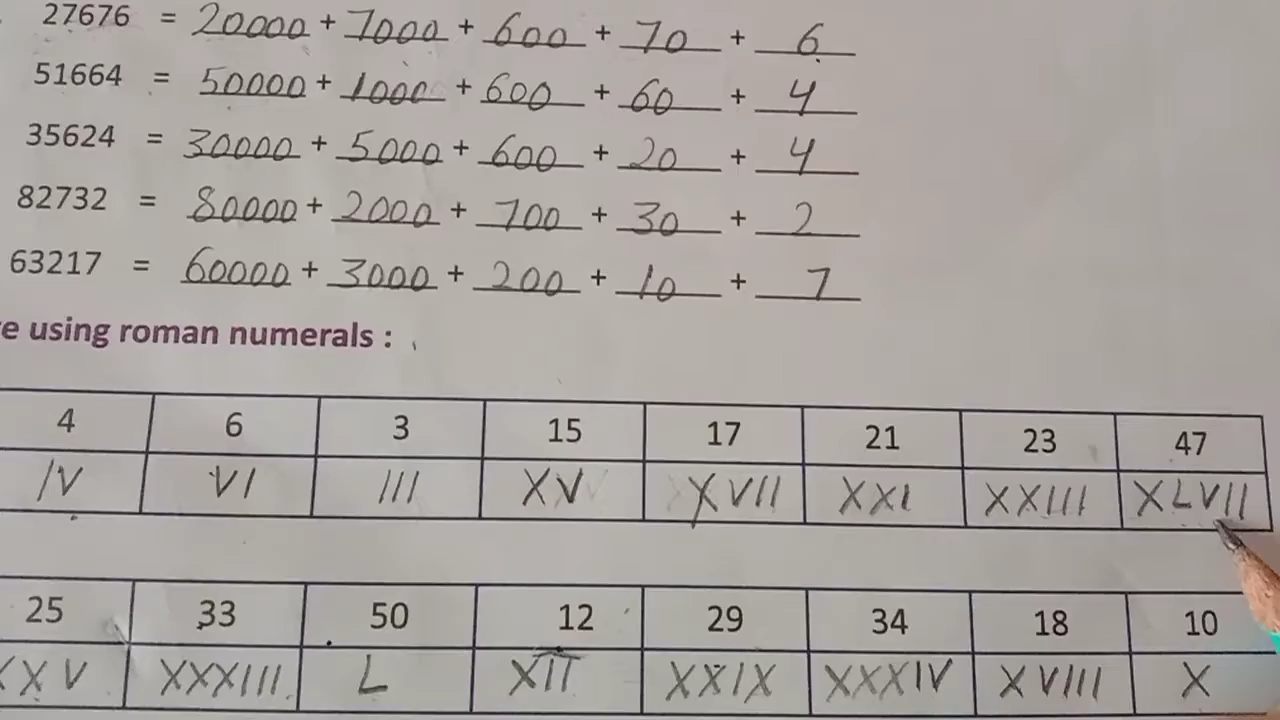 27676 = 20000 + 7000 + 600 + 70 + 6
51664 = 50000 + 1000 + 600 + 60 + 4
35624 = 30000 + 5000 + 600 + 20 + 4
82732 = 80000 + 2000 + 700 + 30 + 2
63217 = 60000 + 3000 + 200 + 10 + 7
using roman numerals :
4 6 3 15 17 21 23 47
IV VI III XV XVII XXI XXIII XLVII
25 33 50 12 29 34 18 10
XXV XXXIII L XII XXIX XXXIV XVIII X